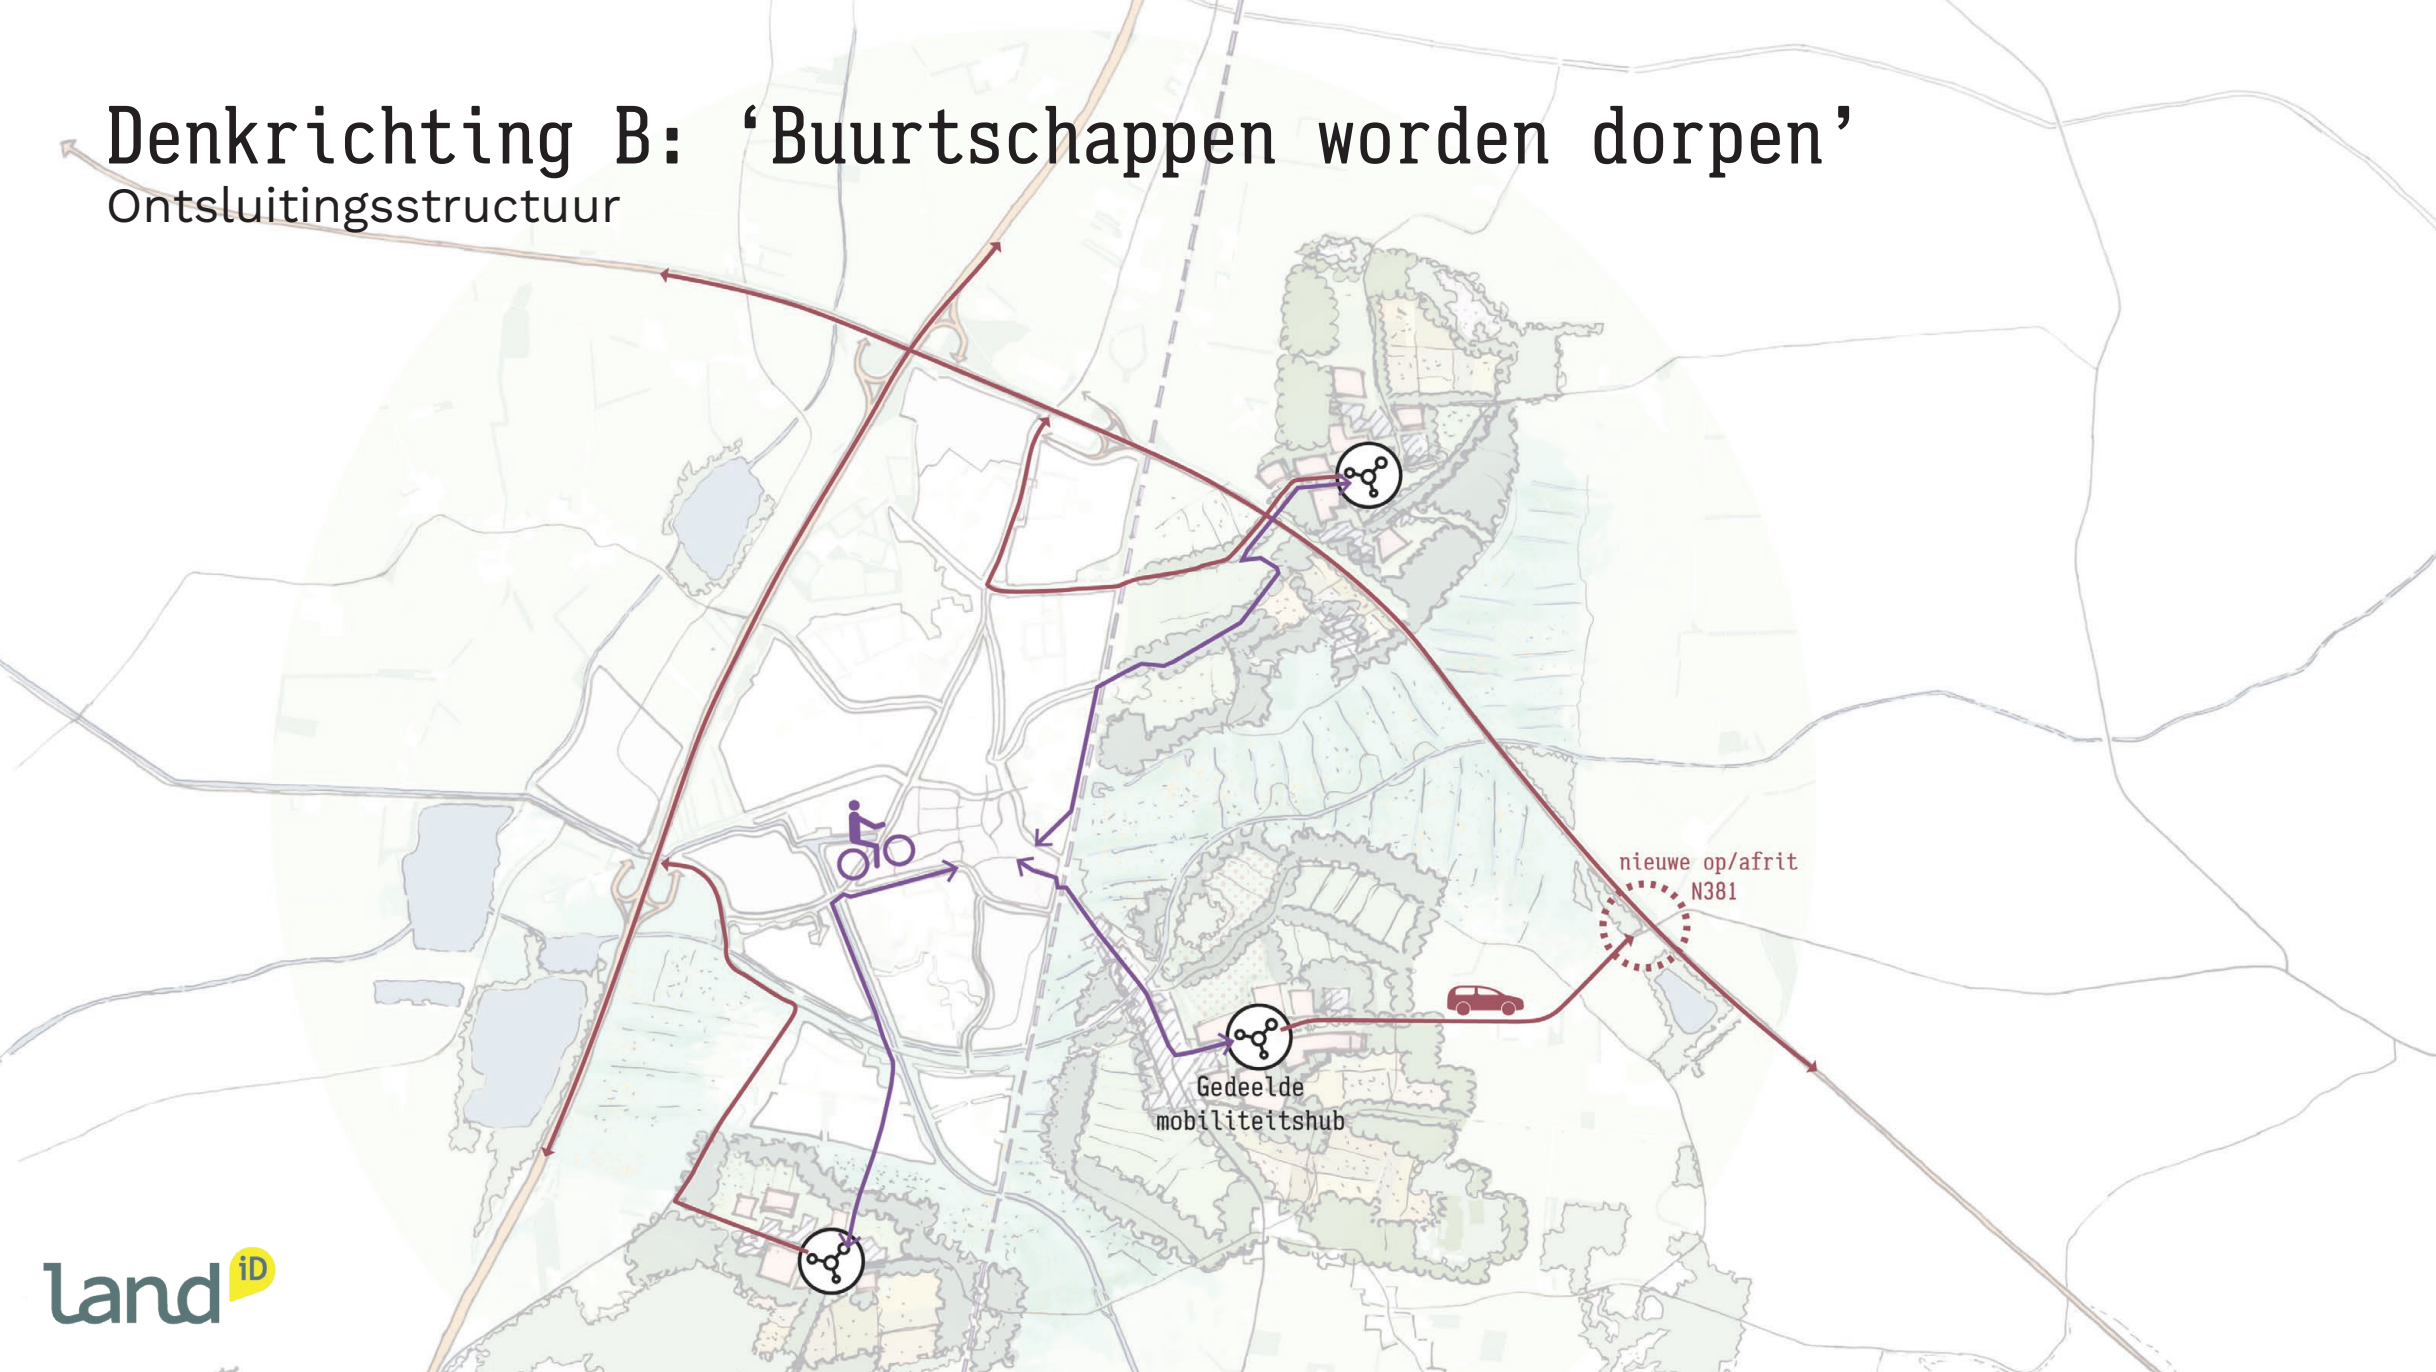 Denkrichting B: ‘Buurtschappen worden dorpen’
Ontsluitingsstructuur
nieuwe op/afrit
N381
Gedeelde
mobiliteitshub
land iD